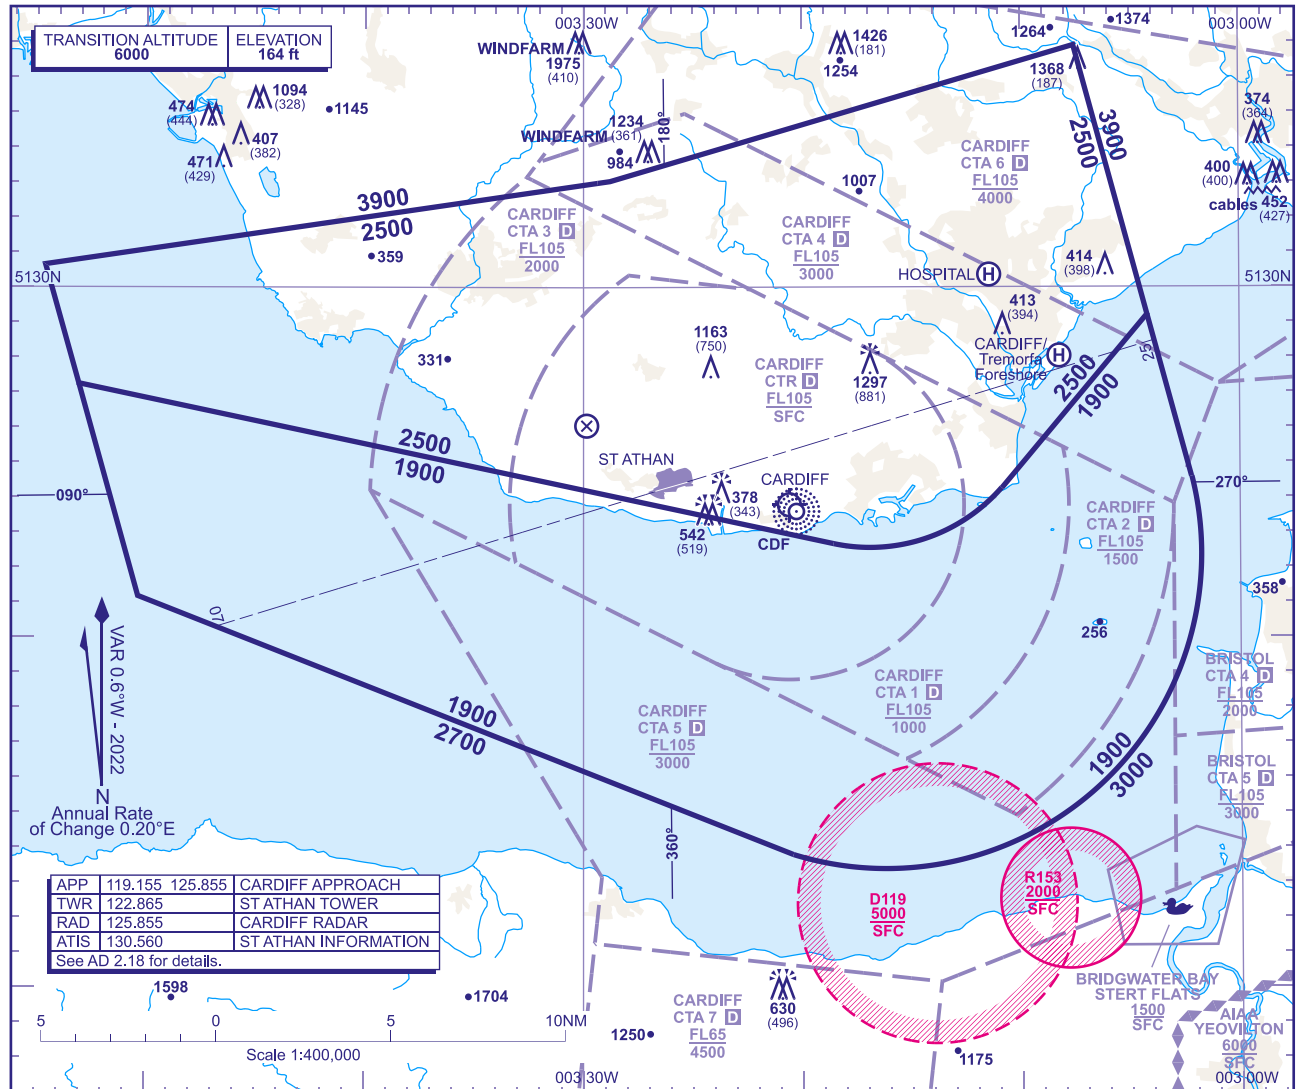 003°30'W
003°00'W
TRANSITION ALTITUDE
6000
ELEVATION
164 ft
WINDFARM
1975
(410)
1426
(181)
1254
1264
1374
1368
(187)
474
(444)
1094
(328)
1145
407
(382)
471
(429)
1234
(361)
WINDFARM
984
180°
374
(364)
400
(400)
cables 452
(427)
3900
2500
3900
2500
CARDIFF
CTA 6 D
FL105
4000
1007
CARDIFF
CTA 3 D
FL105
2000
CARDIFF
CTA 4 D
FL105
3000
359
5130N
5130N
HOSPITAL H
414
(398)
413
(394)
CARDIFF/
Tremorfa
Foreshore
H
25
331
1163
(750)
CARDIFF
CTR D
FL105
SFC
1297
(881)
2500
1900
2500
1900
ST ATHAN
CARDIFF
378
(343)
542
(519)
CDF
090°
270°
CARDIFF
CTA 2 D
FL105
1500
358
256
07
VAR 0.6°W - 2022
N
Annual Rate
of Change 0.20°E
BRISTOL
CTA 4 D
FL105
2000
CARDIFF
CTA 1 D
FL105
1000
CARDIFF
CTA 5 D
FL105
3000
1900
2700
1900
3000
BRISTOL
CTA 5 D
FL105
3000
360°
D119
5000
SFC
R153
2000
SFC
APP 119.155 125.855 CARDIFF APPROACH
TWR 122.865 ST ATHAN TOWER
RAD 125.855 CARDIFF RADAR
ATIS 130.560 ST ATHAN INFORMATION
See AD 2.18 for details.
BRIDGWATER BAY
STERT FLATS
1500
SFC
1598
1704
630
(496)
CARDIFF
CTA 7 D
FL65
4500
1250
1175
AIAA
YEOVILTON
6000
SFC
5 0 5 10NM
Scale 1:400,000
003°30'W
003°00'W